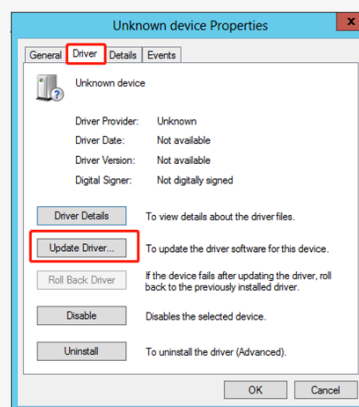 Unknown device Properties
x
General Driver Details Events
Unknown device
Driver Provider: Unknown
Driver Date: Not available
Driver Version: Not available
Digital Signer: Not digitally signed
Driver Details To view details about the driver files.
Update Driver... To update the driver software for this device.
Roll Back Driver If the device fails after updating the driver, roll
back to the previously installed driver.
Disable Disables the selected device.
Uninstall To uninstall the driver (Advanced).
OK Cancel